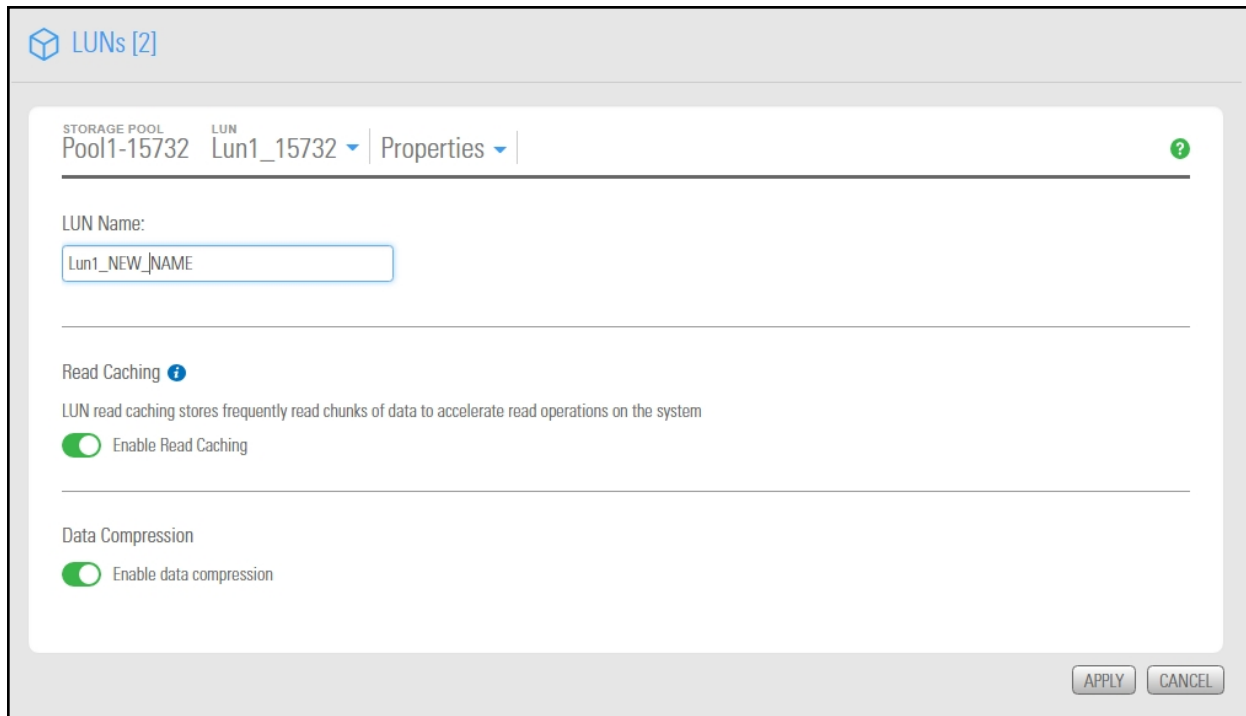 LUNs [2]
STORAGE POOL LUN
Pool1-15732 Lun1_15732 Properties
?
LUN Name:
Lun1_NEW_NAME
Read Caching i
LUN read caching stores frequently read chunks of data to accelerate read operations on the system
Enable Read Caching
Data Compression
Enable data compression
APPLY CANCEL